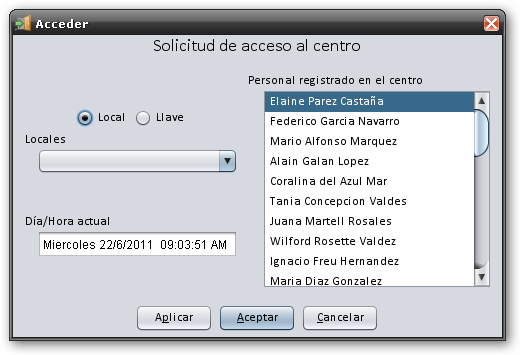 Acceder
Solicitud de acceso al centro
Personal registrado en el centro
Local
Llave
Locales
Día/Hora actual
Miercoles 22/6/2011 09:03:51 AM
Elaine Parez Castaña
Federico Garcia Navarro
Mario Alfonso Marquez
Alain Galan Lopez
Coralina del Azul Mar
Tania Concepcion Valdes
Juana Martell Rosales
Wilford Rosette Valdez
Ignacio Freu Hernandez
Maria Diaz Gonzalez
Aplicar
Aceptar
Cancelar